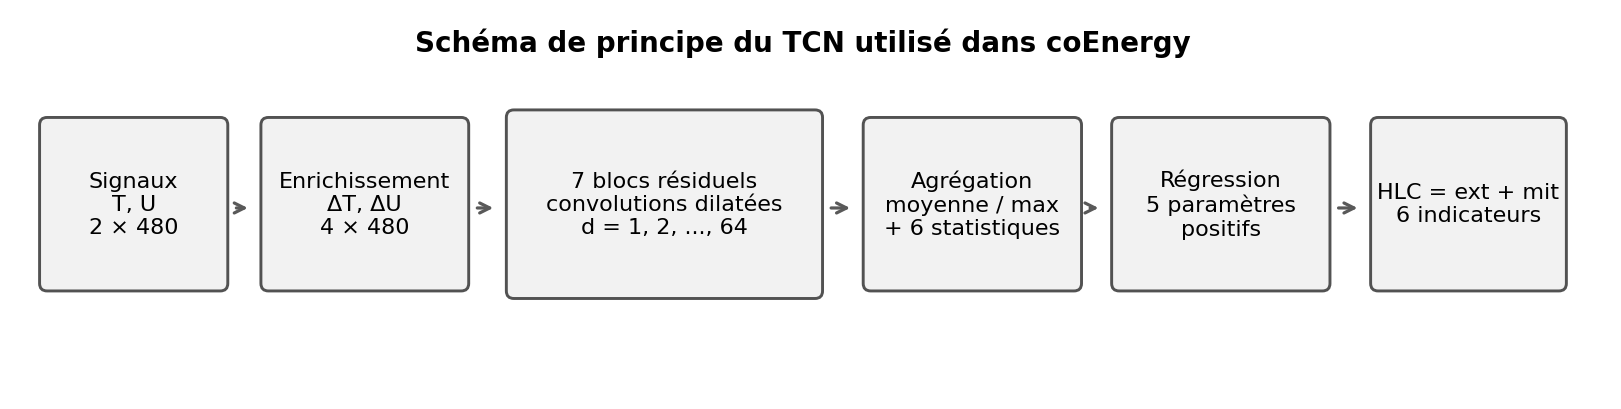 Schéma de principe du TCN utilisé dans coEnergy
Signaux
T, U
2 × 480
Enrichissement
ΔT, ΔU
4 × 480
7 blocs résiduels
convolutions dilatées
d = 1, 2, ..., 64
Agrégation
moyenne / max
+ 6 statistiques
Régression
5 paramètres
positifs
HLC = ext + mit
6 indicateurs